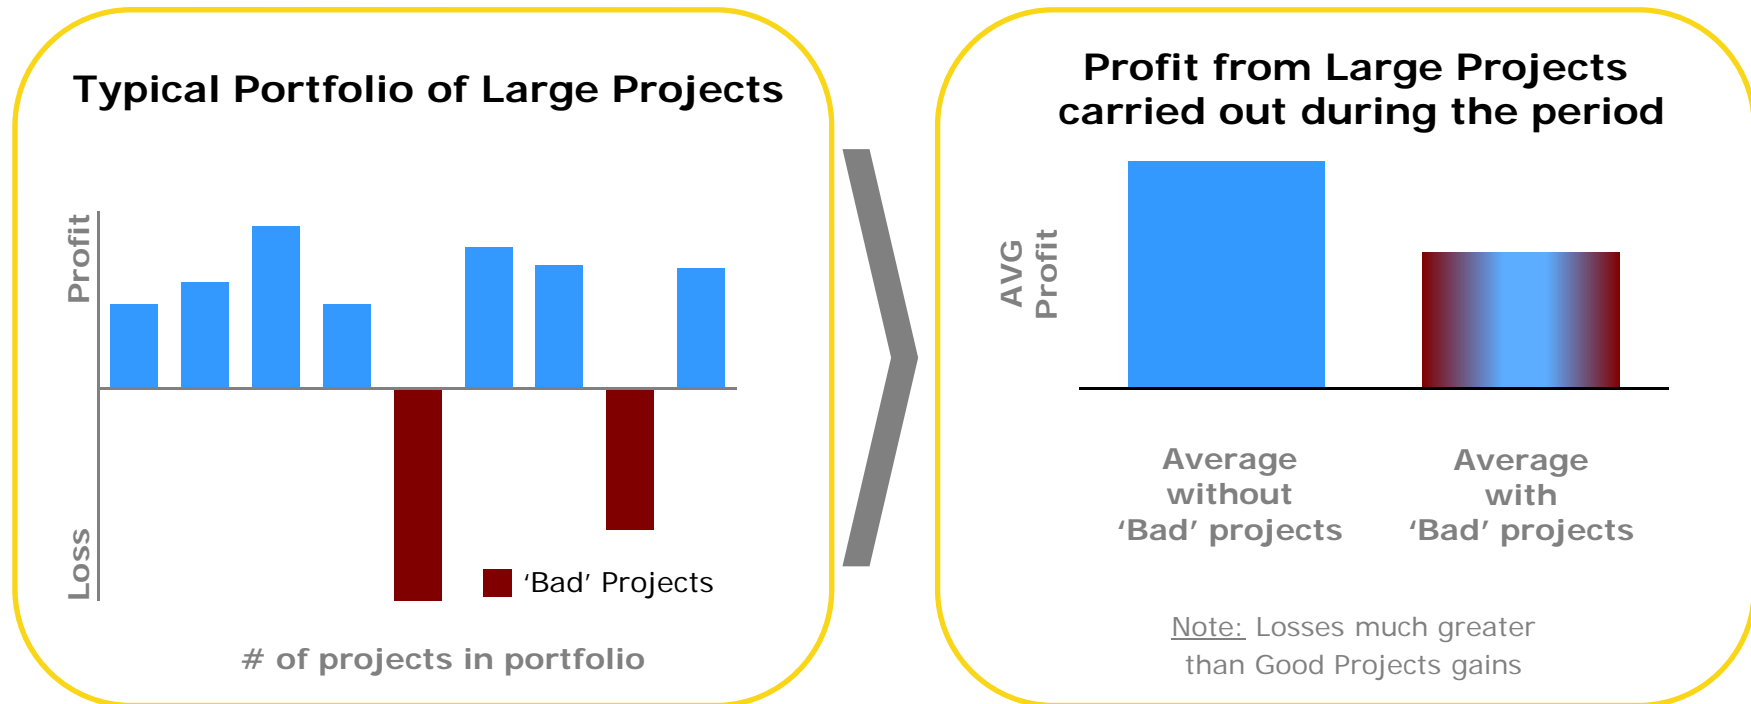 Typical Portfolio of Large Projects
Profit
Loss
‘Bad’ Projects
# of projects in portfolio
Profit from Large Projects
carried out during the period
AVG
Profit
Average
without
‘Bad’ projects
Average
with
‘Bad’ projects
Note: Losses much greater
than Good Projects gains